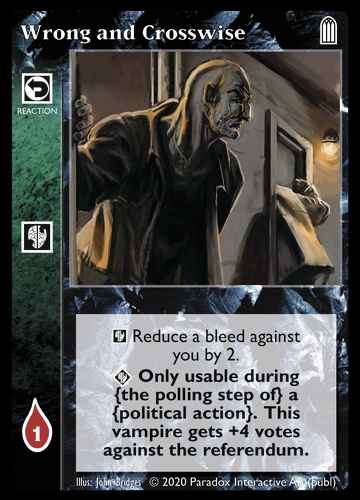 Wrong and Crosswise
REACTION
Reduce a bleed against
you by 2.
Only usable during
{the polling step of} a
{political action}. This
vampire gets +4 votes
against the referendum.
1
Illus: John Bridges © 2020 Paradox Interactive AB (publ)